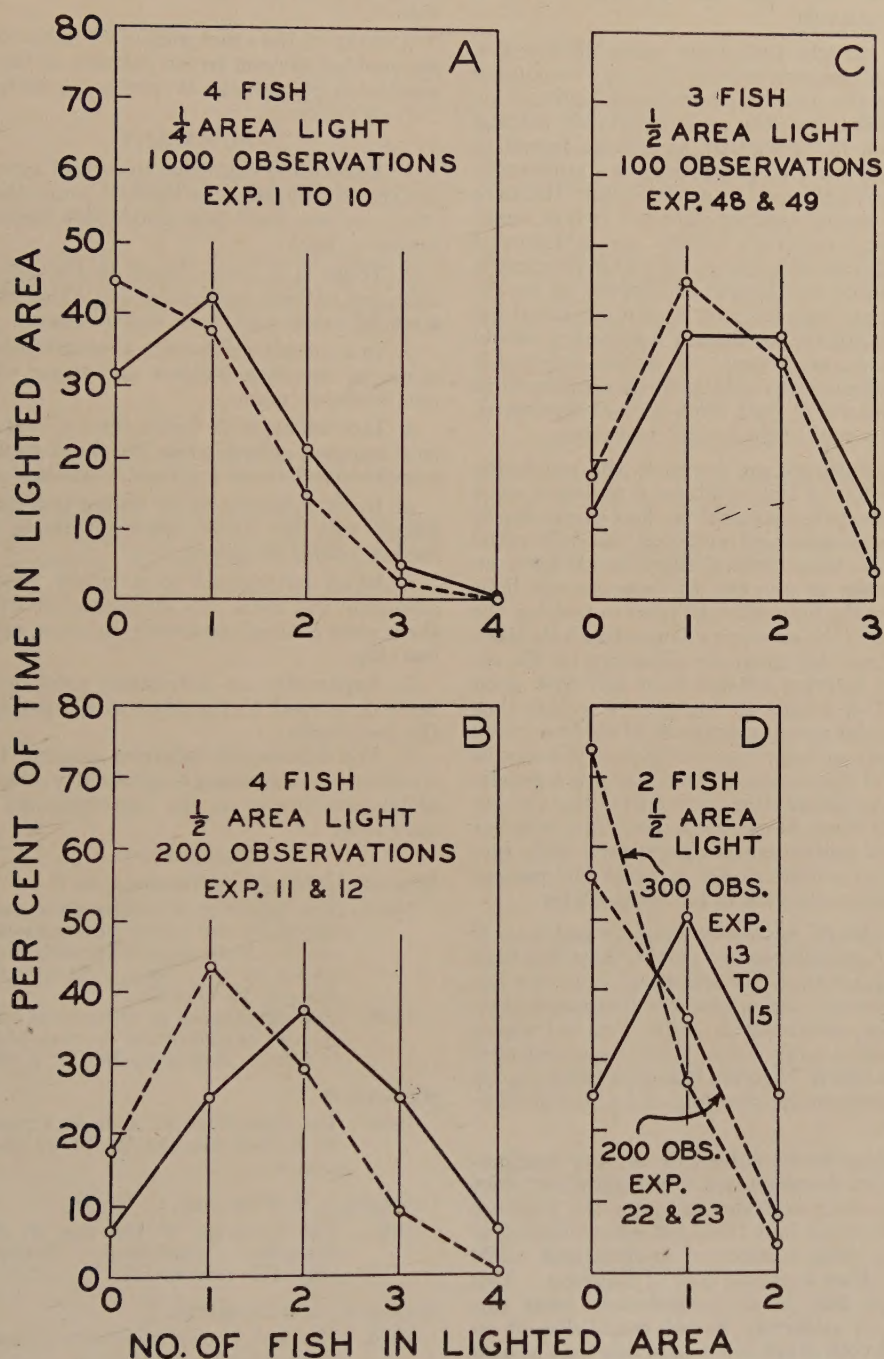 PER CENT OF TIME IN LIGHTED AREA
80
70
60
50
40
30
20
10
0
A
4 FISH
1/4 AREA LIGHT
1000 OBSERVATIONS
EXP. 1 TO 10
0 1 2 3 4
C
3 FISH
1/2 AREA LIGHT
100 OBSERVATIONS
EXP. 48 & 49
0 1 2 3
80
70
60
50
40
30
20
10
0
B
4 FISH
1/2 AREA LIGHT
200 OBSERVATIONS
EXP. 11 & 12
0 1 2 3 4
D
2 FISH
1/2 AREA
LIGHT
300 OBS.
EXP.
13
TO
15
200 OBS.
EXP.
22 & 23
0 1 2
NO. OF FISH IN LIGHTED AREA